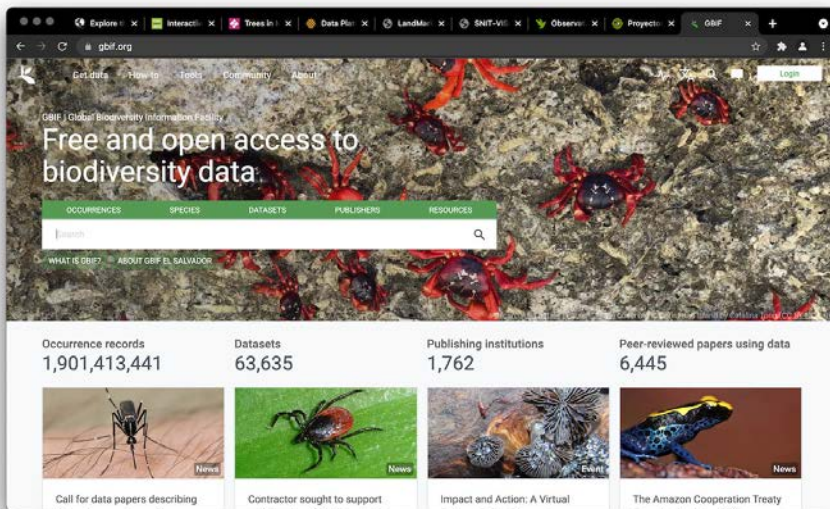 Explore t
Interacti
Trees in
Data Plat
LandMar
SNIT-VIS
Observa
Proyecto
GBIF
gbif.org
Get data How-to Tools Community About
Login
GBIF | Global Biodiversity Information Facility
Free and open access to
biodiversity data
OCCURRENCES SPECIES DATASETS PUBLISHERS RESOURCES
Search
WHAT IS GBIF? ABOUT GBIF EL SALVADOR
Occurrence records
1,901,413,441
Datasets
63,635
Publishing institutions
1,762
Peer-reviewed papers using data
6,445
News
Call for data papers describing
News
Contractor sought to support
Event
Impact and Action: A Virtual
News
The Amazon Cooperation Treaty